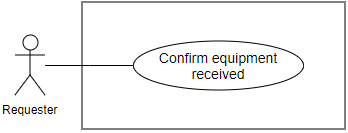 Confirm equipment
received
Requester